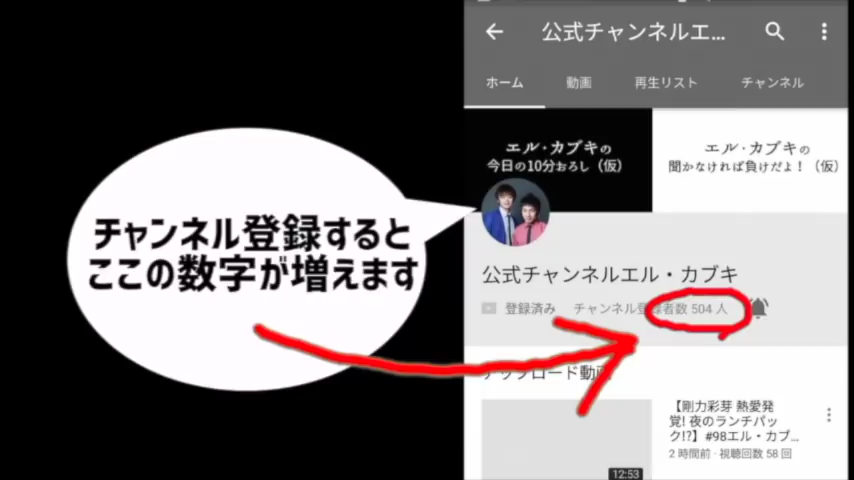 公式チャンネルエ...
ホーム 動画 再生リスト チャンネル
エル・カブキの
今日の10分おろし（仮）
エル・カブキの
聞かなければ負けだよ！（仮）
チャンネル登録すると
ここの数字が増えます
公式チャンネルエル・カブキ
登録済み チャンネル登録者数 504 人
アップロード動画
【剛力彩芽 熱愛発
覚! 夜のランチパッ
ク!?】#98エル・カブ...
2 時間前・視聴回数 58 回
12:53